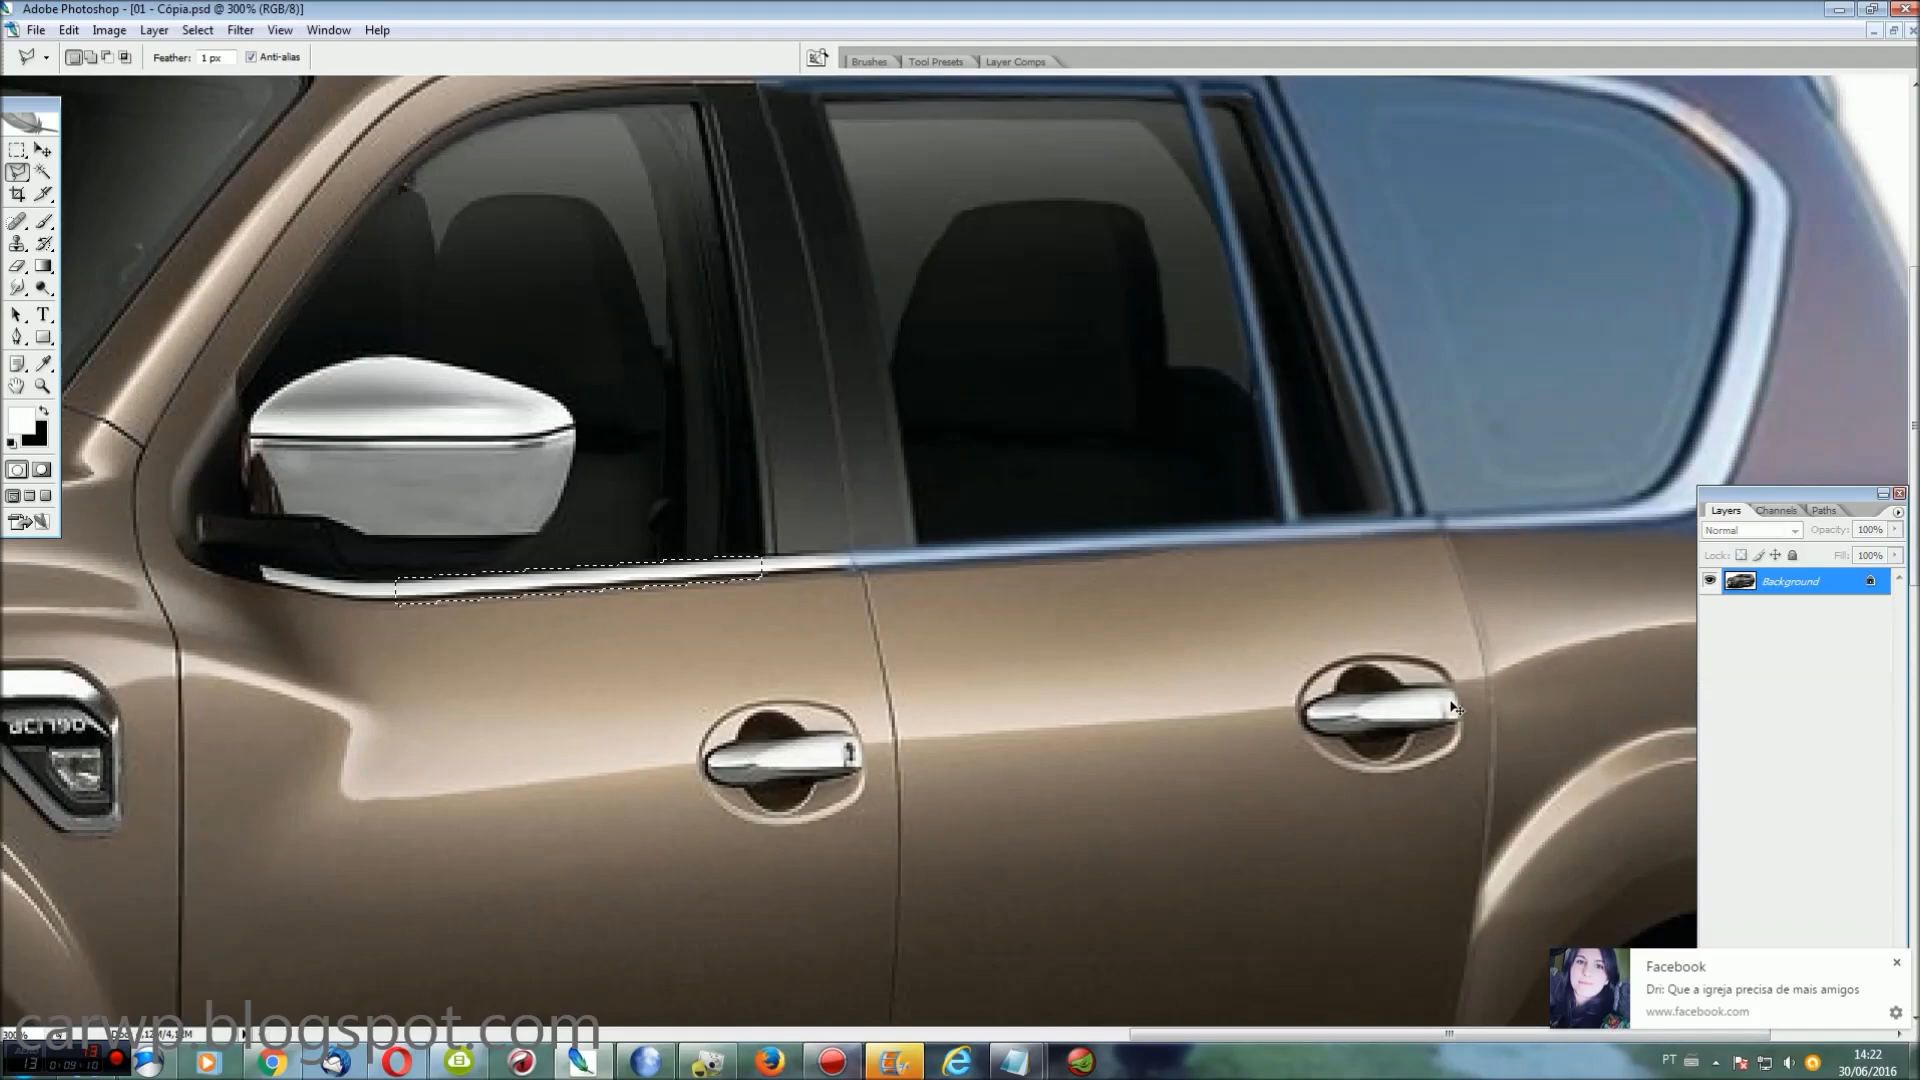 Adobe Photoshop - [01 - Cópia.psd @ 300% (RGB/8)]
File Edit Image Layer Select Filter View Window Help
Feather: 1 px Anti-alias
Brushes Tool Presets Layer Comps
Layers Channels Paths
Normal Opacity: 100%
Lock: Fill: 100%
Background
Facebook
Dri: Que a igreja precisa de mais amigos
www.facebook.com
carwp.blogspot.com
300%
PT
14:22
30/06/2016